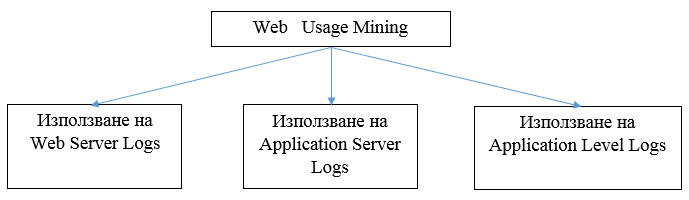 Web Usage Mining
Използване на
Web Server Logs
Използване на
Application Server
Logs
Използване на
Application Level Logs